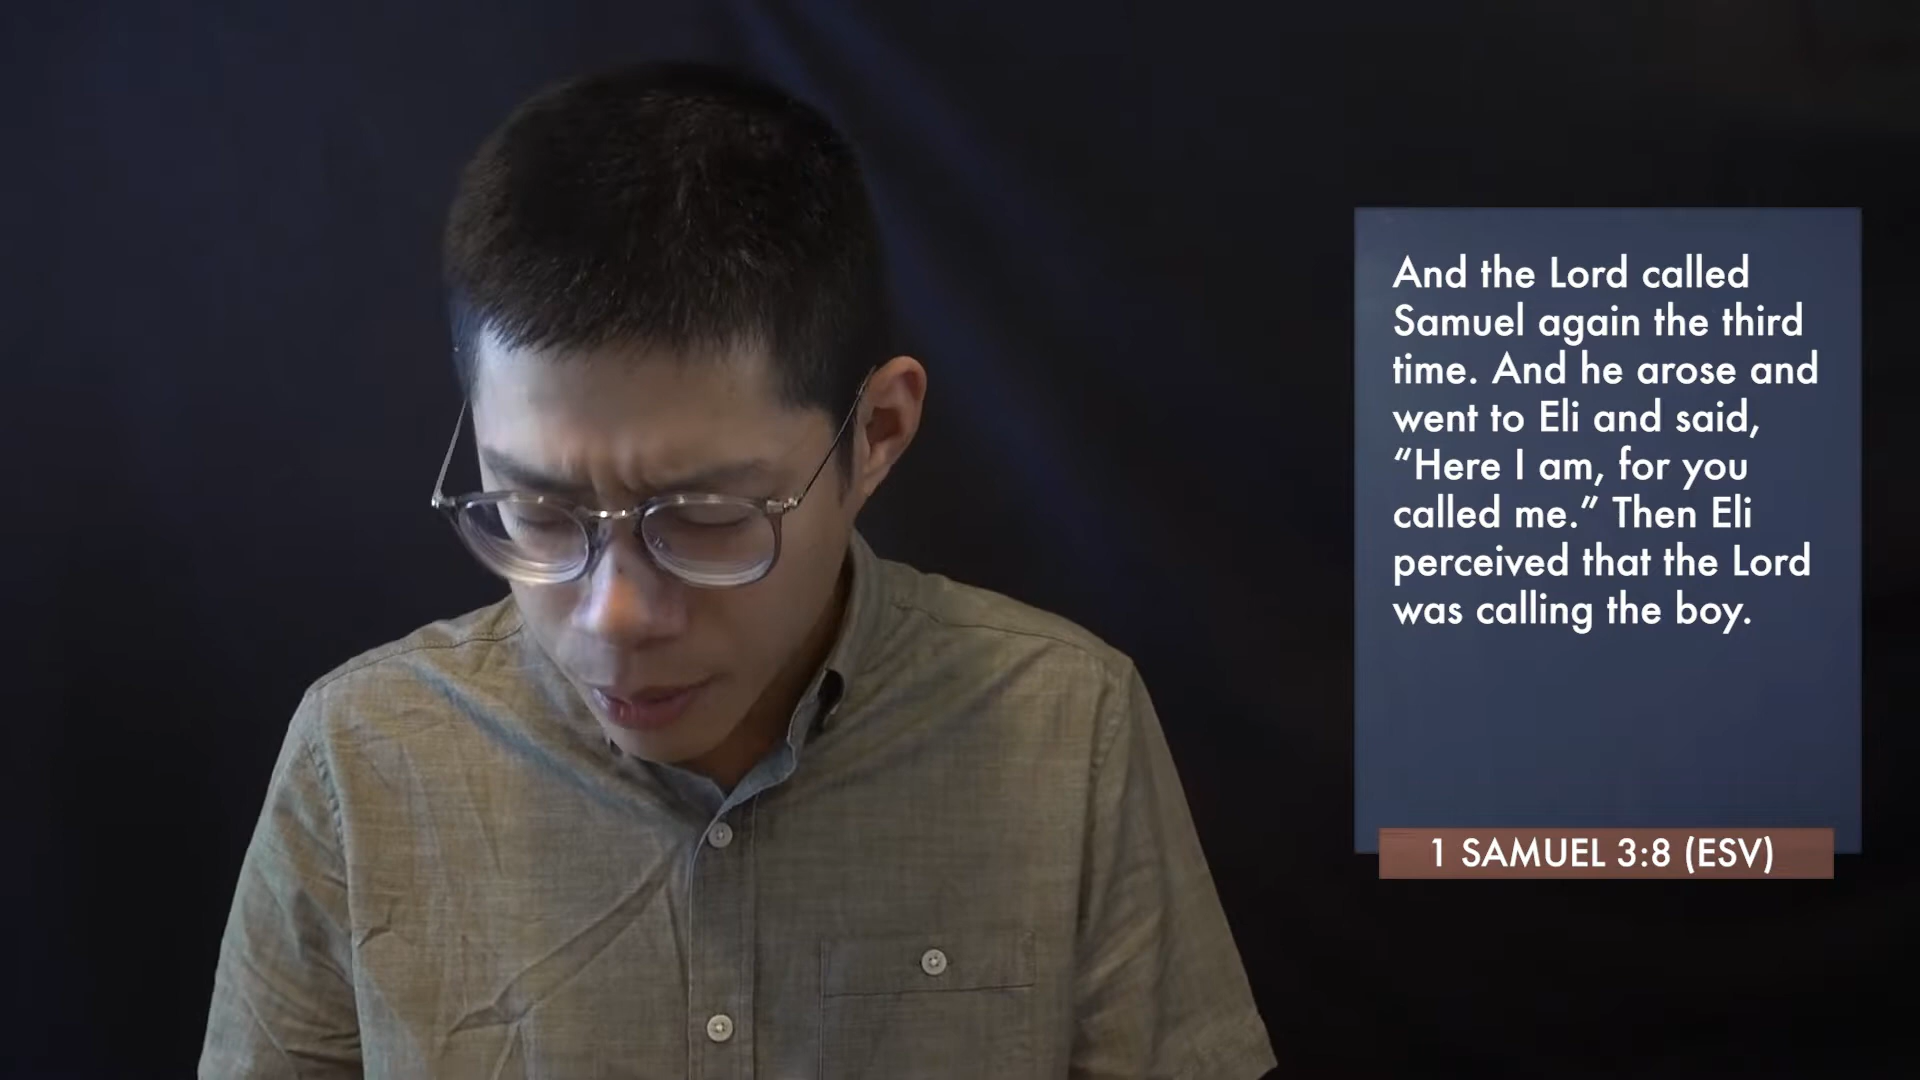 And the Lord called
Samuel again the third
time. And he arose and
went to Eli and said,
“Here I am, for you
called me.” Then Eli
perceived that the Lord
was calling the boy.
1 SAMUEL 3:8 (ESV)